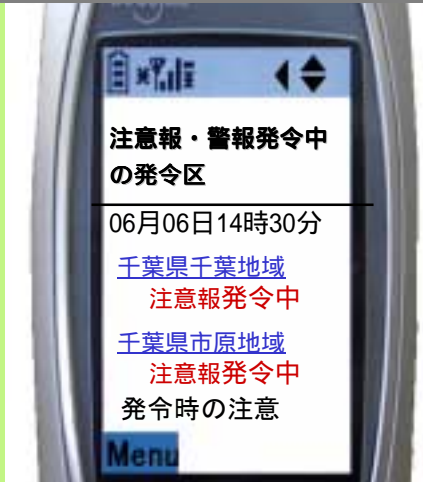 注意報・警報発令中
の発令区
06月06日14時30分
千葉県千葉地域
注意報発令中
千葉県市原地域
注意報発令中
発令時の注意
Menu